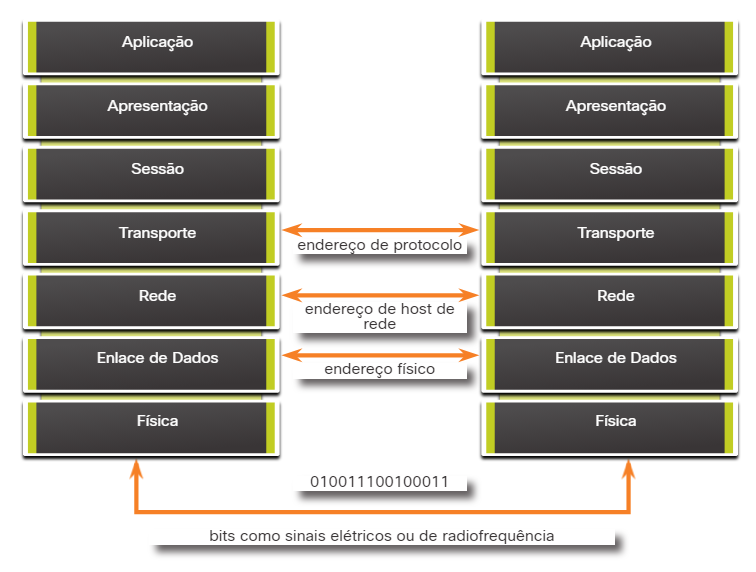 Aplicação
Aplicação
Apresentação
Apresentação
Sessão
Sessão
Transporte
endereço de protocolo
Transporte
Rede
endereço de host de
rede
Rede
Enlace de Dados
endereço físico
Enlace de Dados
Física
Física
010011100100011
bits como sinais elétricos ou de radiofrequência